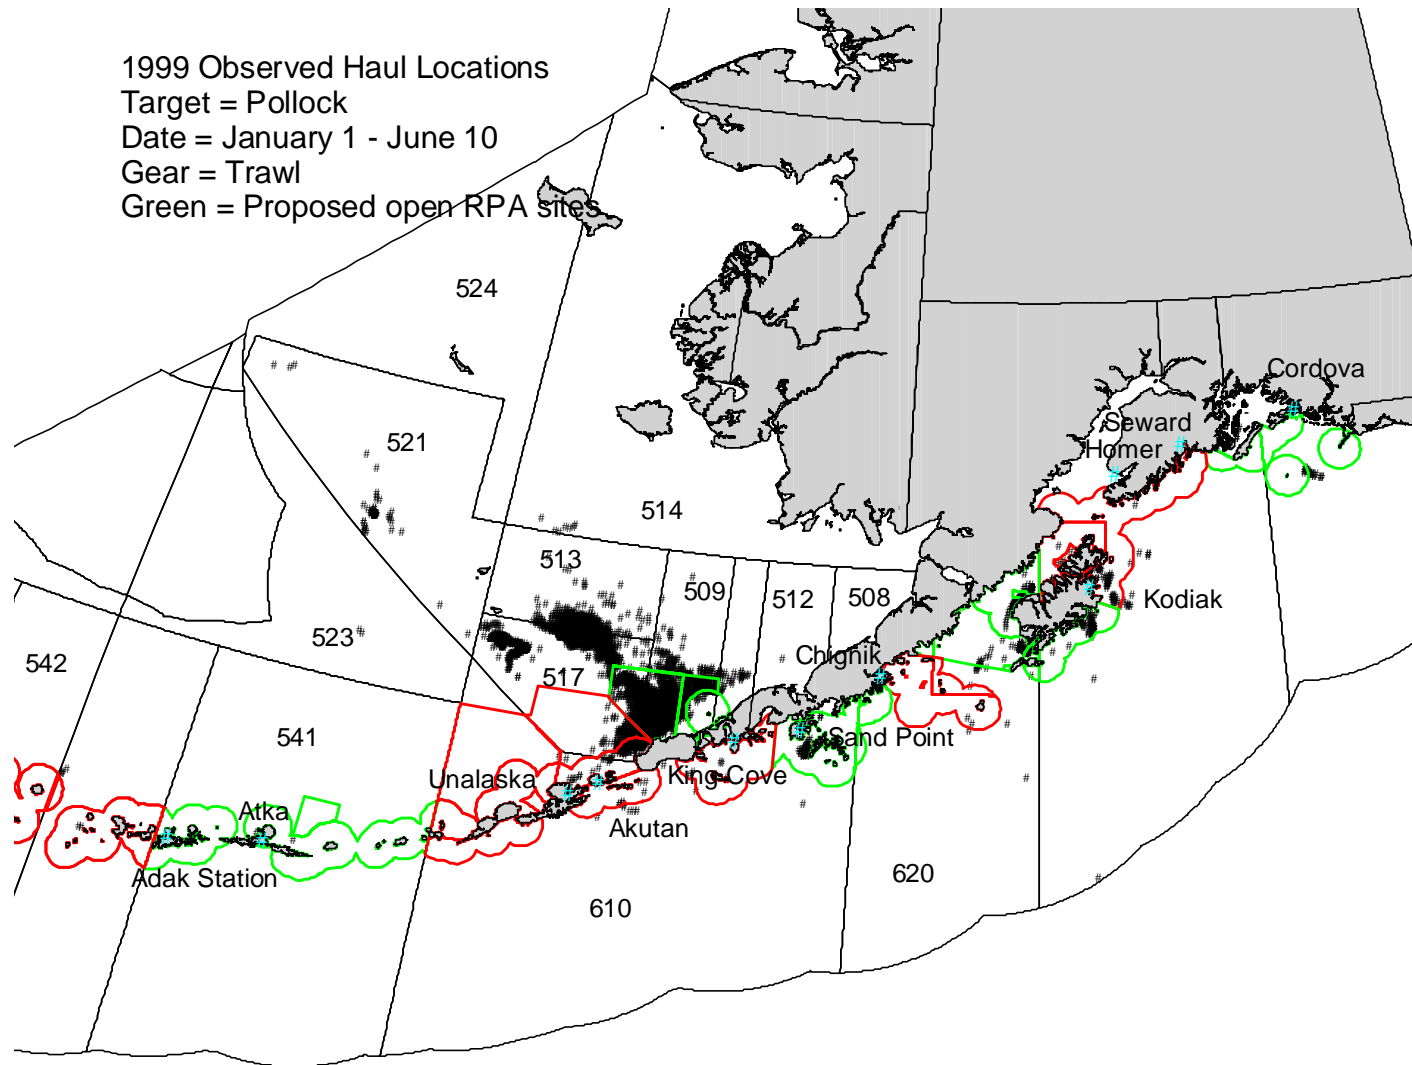 1999 Observed Haul Locations
Target = Pollock
Date = January 1 - June 10
Gear = Trawl
Green = Proposed open RPA sites
524
Cordova
521
Seward
Homer
514
513
509
512
508
Kodiak
523
542
Chignik
517
541
Sand Point
Unalaska
King Cove
Atka
Akutan
Adak Station
620
610